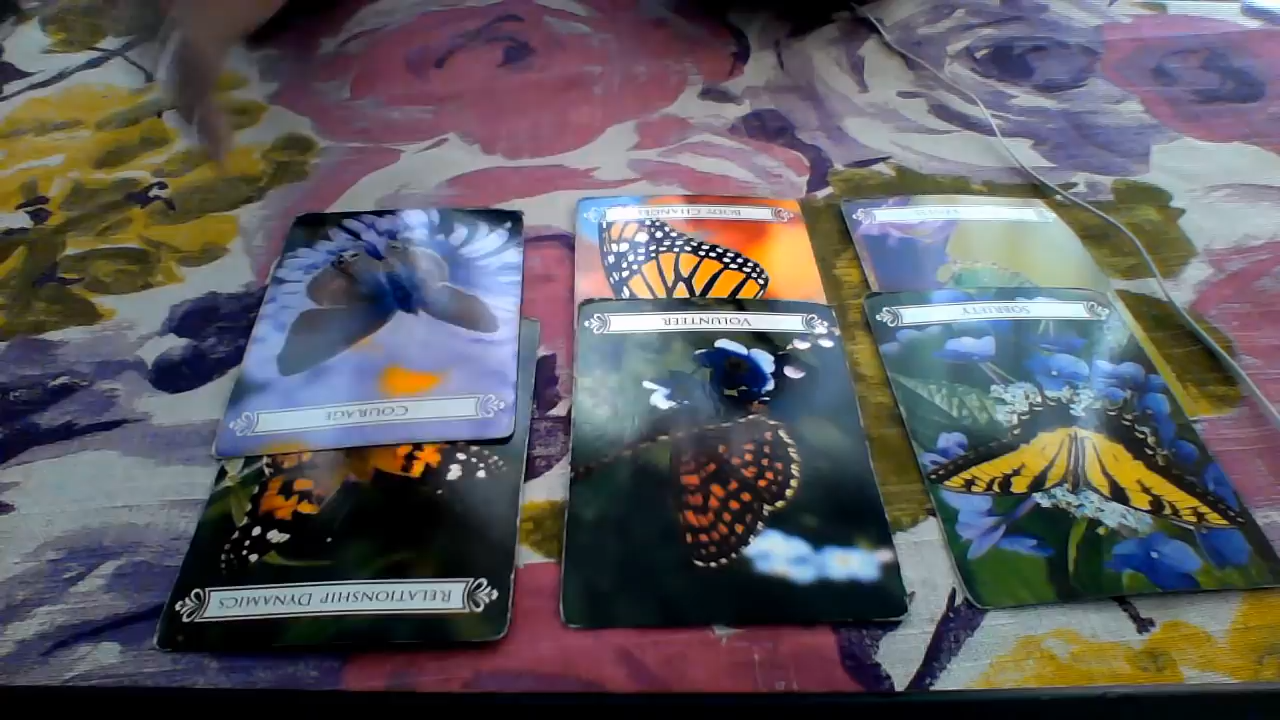 COURAGE
RELATIONSHIP DYNAMICS
BODY CHANGES
VOLUNTEER
SOBRIETY